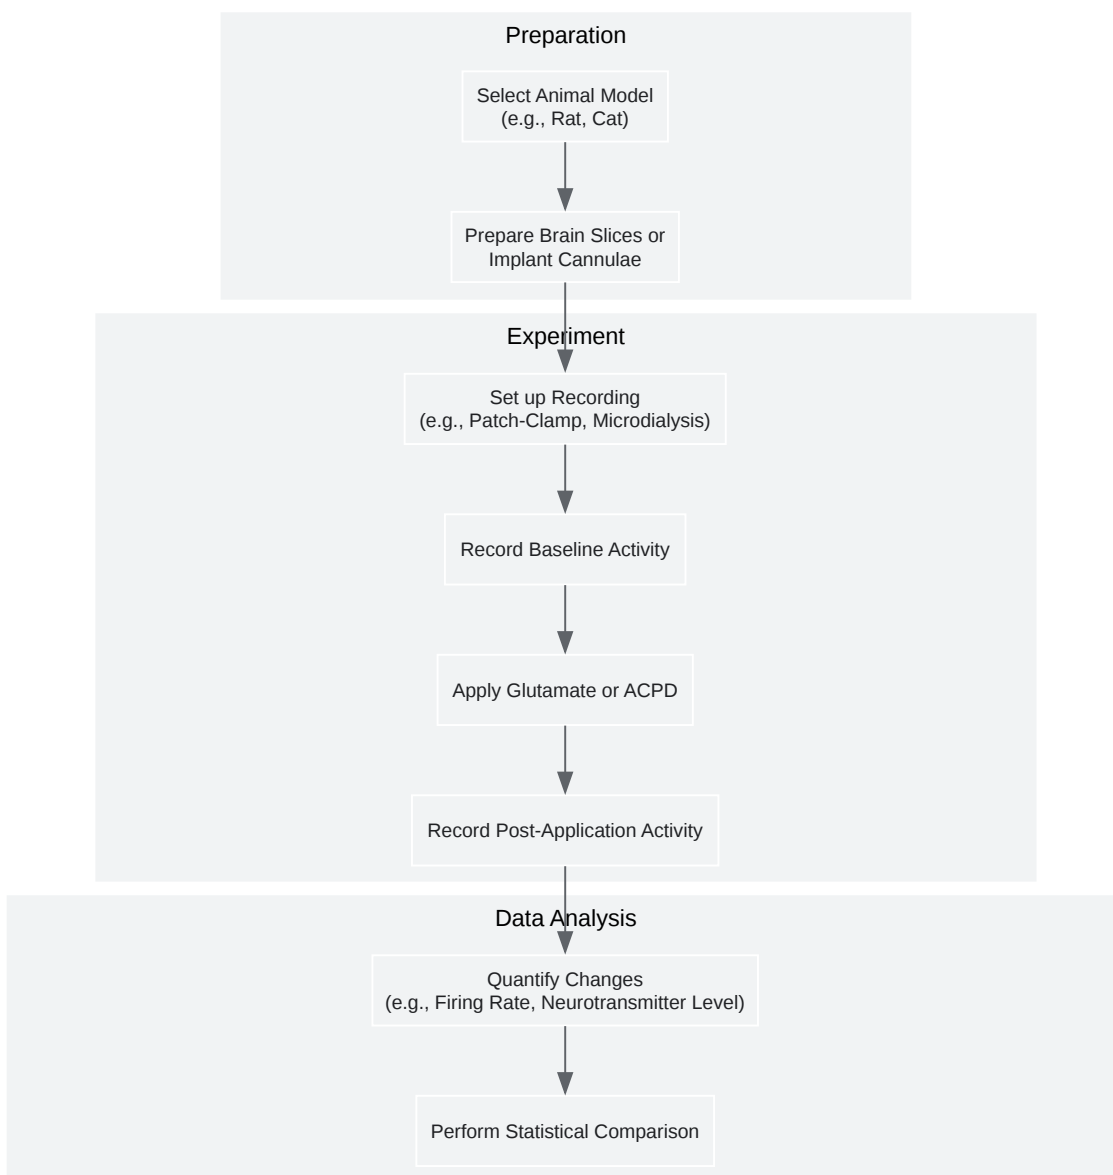 Preparation
Select Animal Model
(e.g., Rat, Cat)
Prepare Brain Slices or
Implant Cannulae
Experiment
Set up Recording
(e.g., Patch-Clamp, Microdialysis)
Record Baseline Activity
Apply Glutamate or ACPD
Record Post-Application Activity
Data Analysis
Quantify Changes
(e.g., Firing Rate, Neurotransmitter Level)
Perform Statistical Comparison